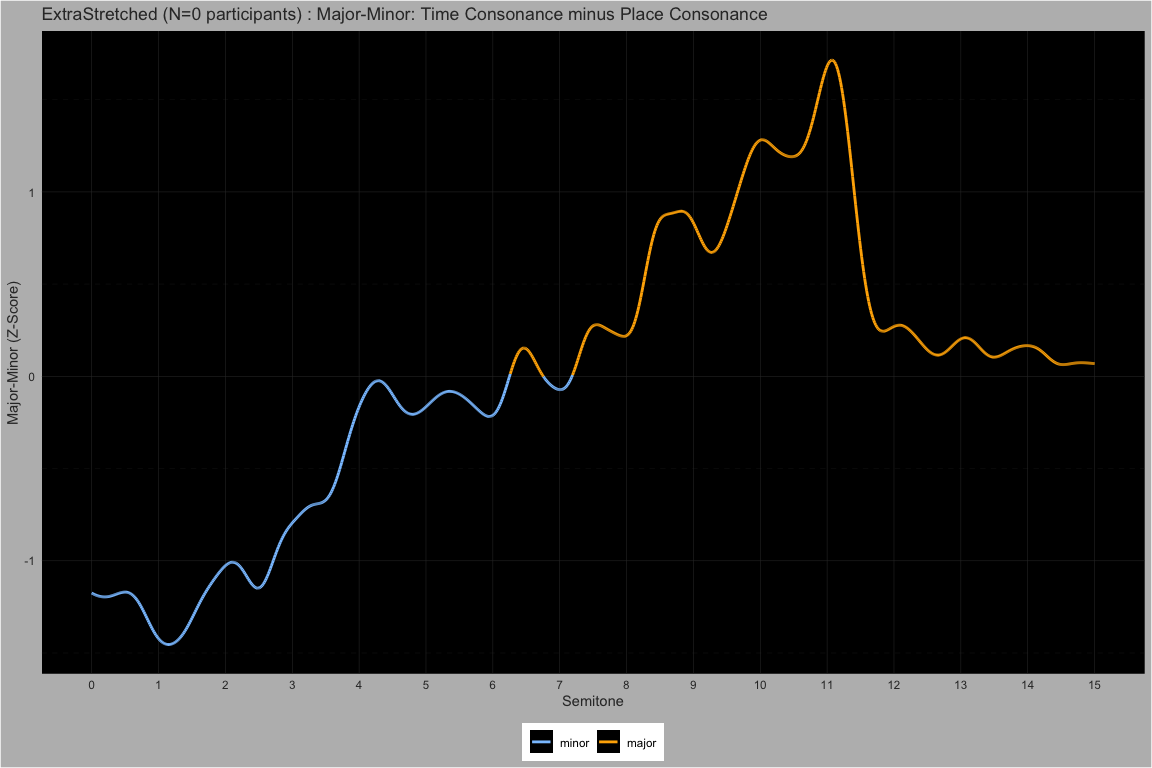 ExtraStretched (N=0 participants) : Major-Minor: Time Consonance minus Place Consonance
Major-Minor (Z-Score)
1
0
-1
0 1 2 3 4 5 6 7 8 9 10 11 12 13 14 15
Semitone
minor major